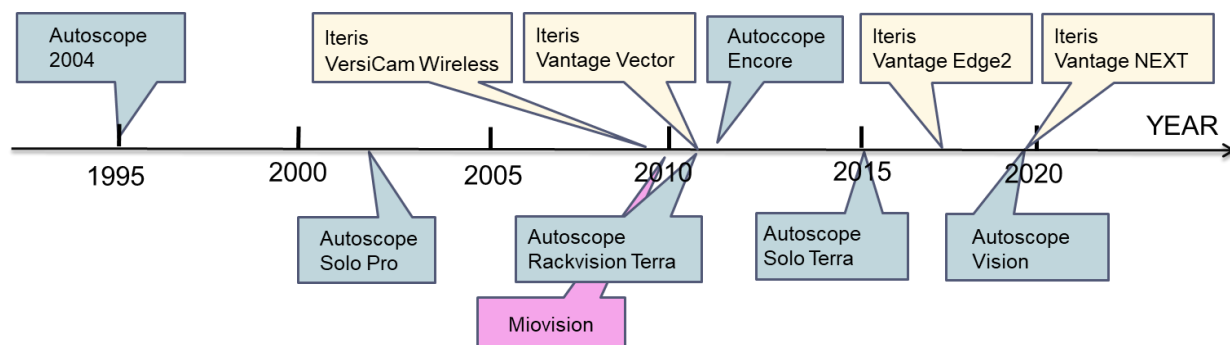 Autoscope
2004
Iteris
VersiCam Wireless
Iteris
Vantage Vector
Autoccope
Encore
Iteris
Vantage Edge2
Iteris
Vantage NEXT
YEAR
1995
2000
2005
2010
2015
2020
Autoscope
Solo Pro
Autoscope
Rackvision Terra
Autoscope
Solo Terra
Autoscope
Vision
Miovision